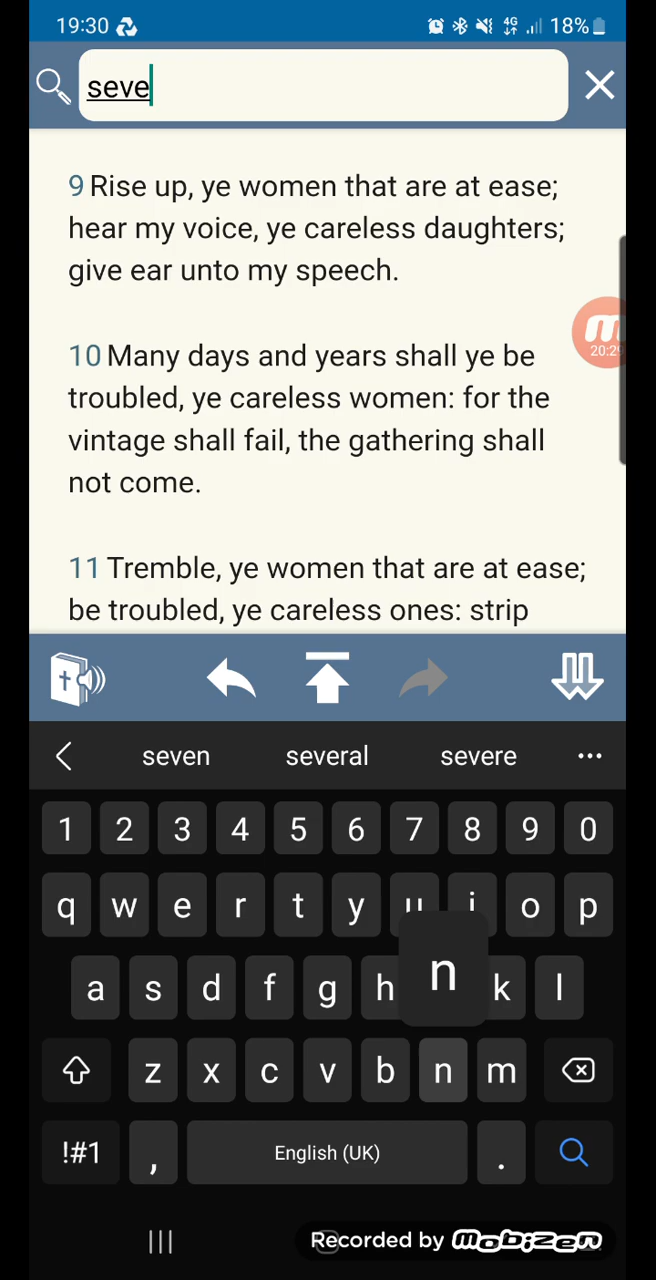 19:30 4G 18%
seve
9 Rise up, ye women that are at ease;
hear my voice, ye careless daughters;
give ear unto my speech.
20:29
10 Many days and years shall ye be
troubled, ye careless women: for the
vintage shall fail, the gathering shall
not come.
11 Tremble, ye women that are at ease;
be troubled, ye careless ones: strip
seven several severe ...
1 2 3 4 5 6 7 8 9 0
q w e r t y u i o p
a s d f g h n k l
z x c v b n m
!#1 , English (UK) .
Recorded by mobizen